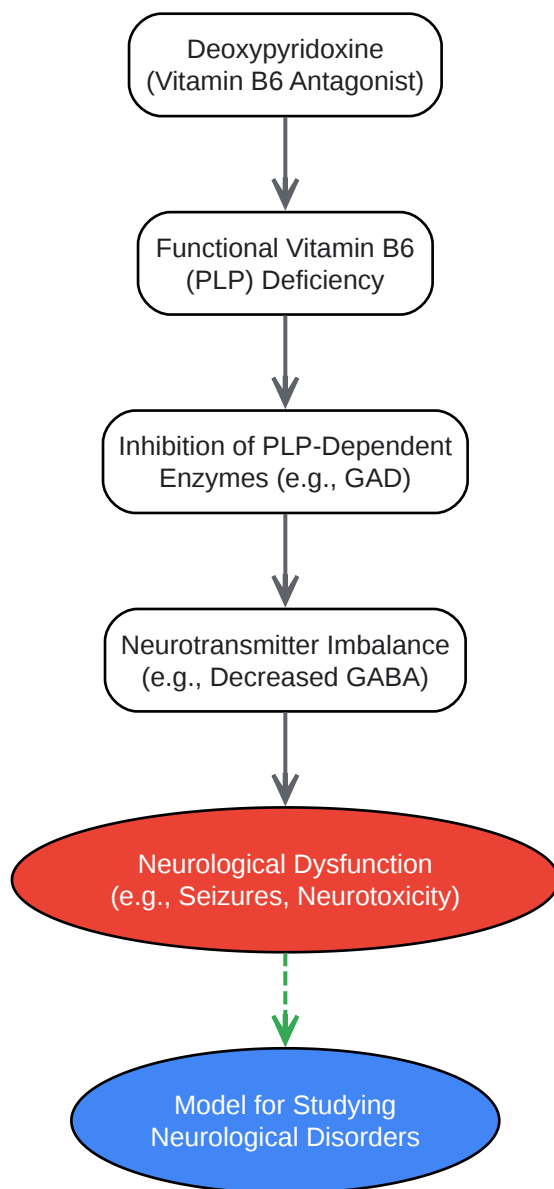 Deoxypyridoxine
(Vitamin B6 Antagonist)
Functional Vitamin B6
(PLP) Deficiency
Inhibition of PLP-Dependent
Enzymes (e.g., GAD)
Neurotransmitter Imbalance
(e.g., Decreased GABA)
Neurological Dysfunction
(e.g., Seizures, Neurotoxicity)
Model for Studying
Neurological Disorders